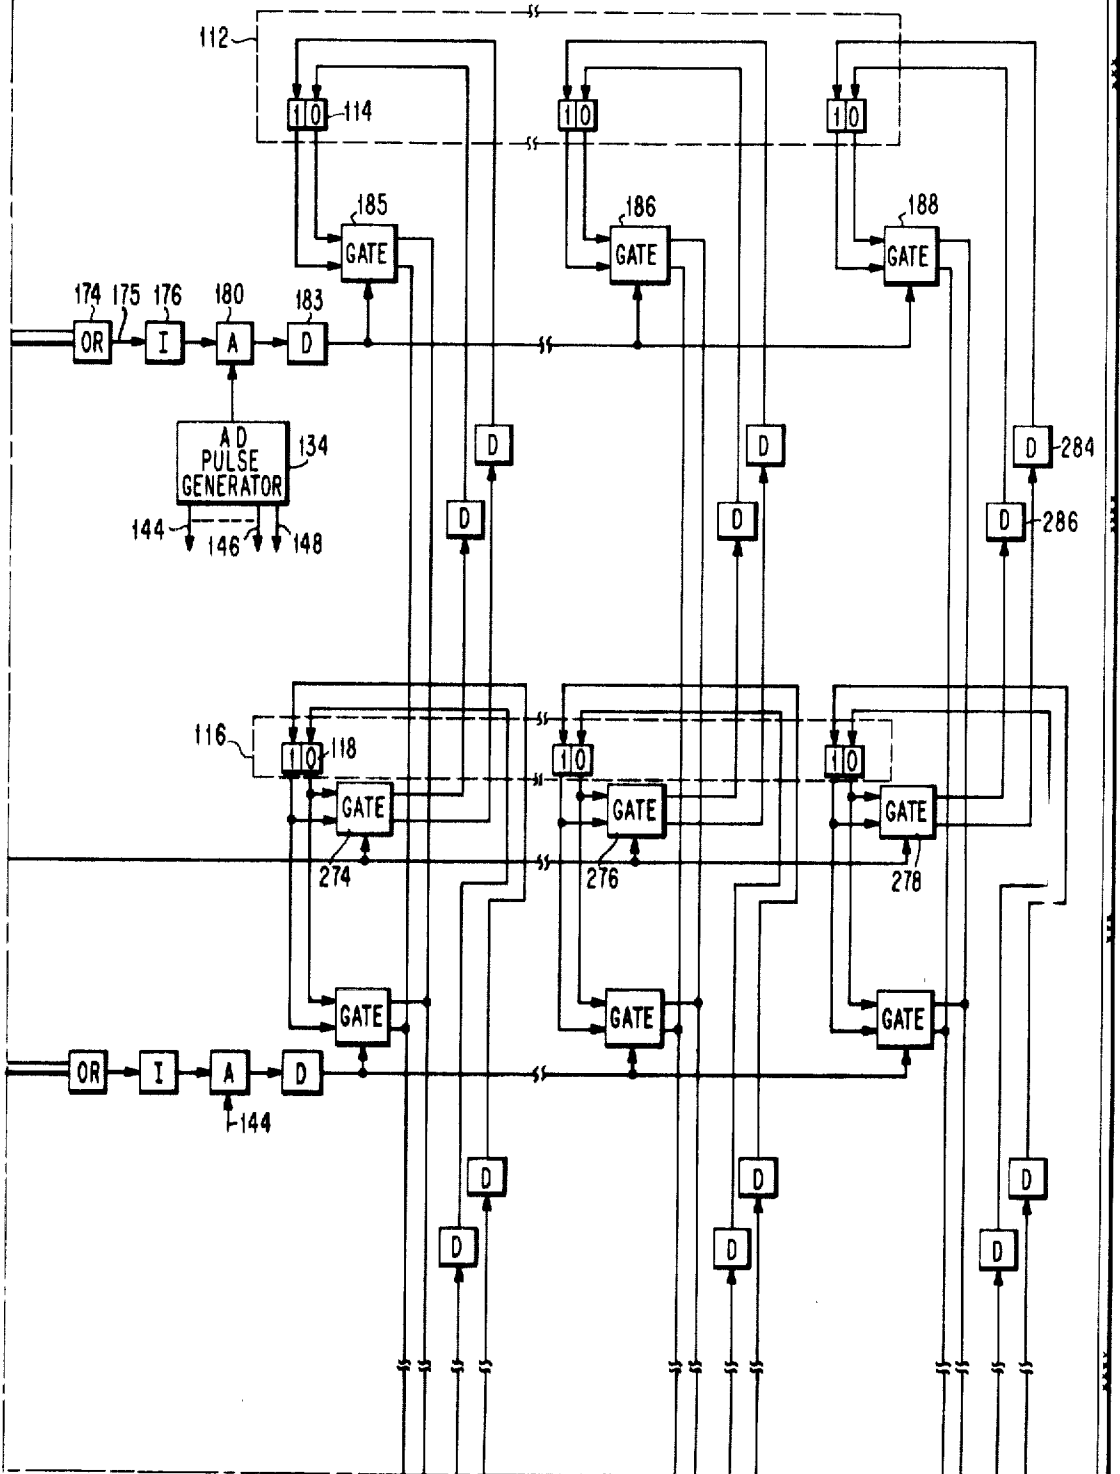 112
1 0 114
1 0
1 0
185
186
188
GATE
GATE
GATE
174 175 176 180 183
OR I A D
A D
PULSE
GENERATOR
134
144 146 148
D D D 284
D D D 286
116
1 0 118
1 0
1 0
GATE
GATE
GATE
274
276
278
GATE
GATE
GATE
OR I A D
144
D D D
D D D